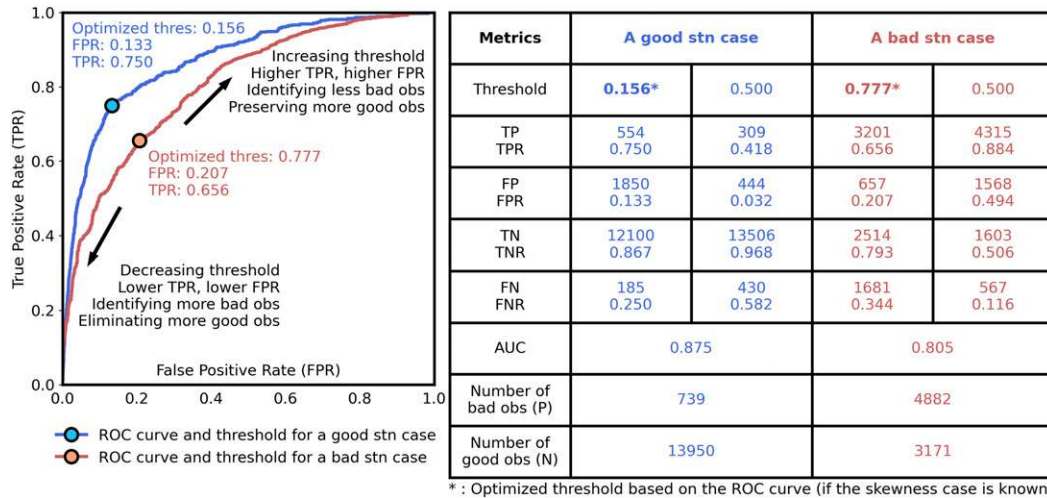 1.0
0.8
0.6
0.4
0.2
0.0
0.0
0.2
0.4
0.6
0.8
1.0
True Positive Rate (TPR)
False Positive Rate (FPR)
Optimized thres: 0.156
FPR: 0.133
TPR: 0.750
Increasing threshold
Higher TPR, higher FPR
Identifying less bad obs
Preserving more good obs
Optimized thres: 0.777
FPR: 0.207
TPR: 0.656
Decreasing threshold
Lower TPR, lower FPR
Identifying more bad obs
Eliminating more good obs
ROC curve and threshold for a good stn case
ROC curve and threshold for a bad stn case
Metrics A good stn case A bad stn case
Threshold 0.156* 0.500 0.777* 0.500
TP 554 309 3201 4315
TPR 0.750 0.418 0.656 0.884
FP 1850 444 657 1568
FPR 0.133 0.032 0.207 0.494
TN 12100 13506 2514 1603
TNR 0.867 0.968 0.793 0.506
FN 185 430 1681 567
FNR 0.250 0.582 0.344 0.116
AUC 0.875 0.805
Number of
bad obs (P) 739 4882
Number of
good obs (N) 13950 3171
* : Optimized threshold based on the ROC curve (if the skewness case is known